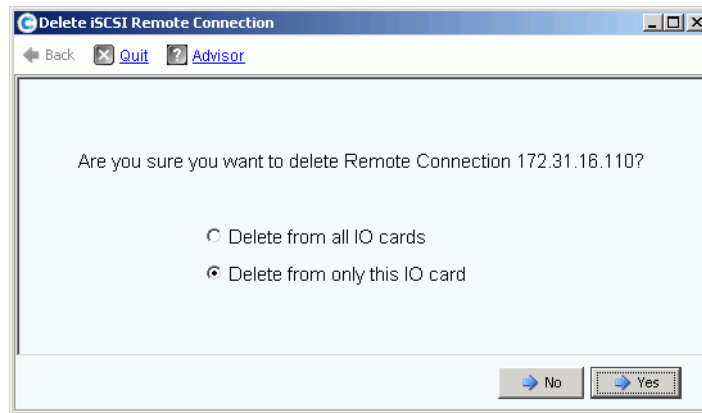 Delete iSCSI Remote Connection
Back Quit Advisor
Are you sure you want to delete Remote Connection 172.31.16.110?
Delete from all IO cards
Delete from only this IO card
No Yes